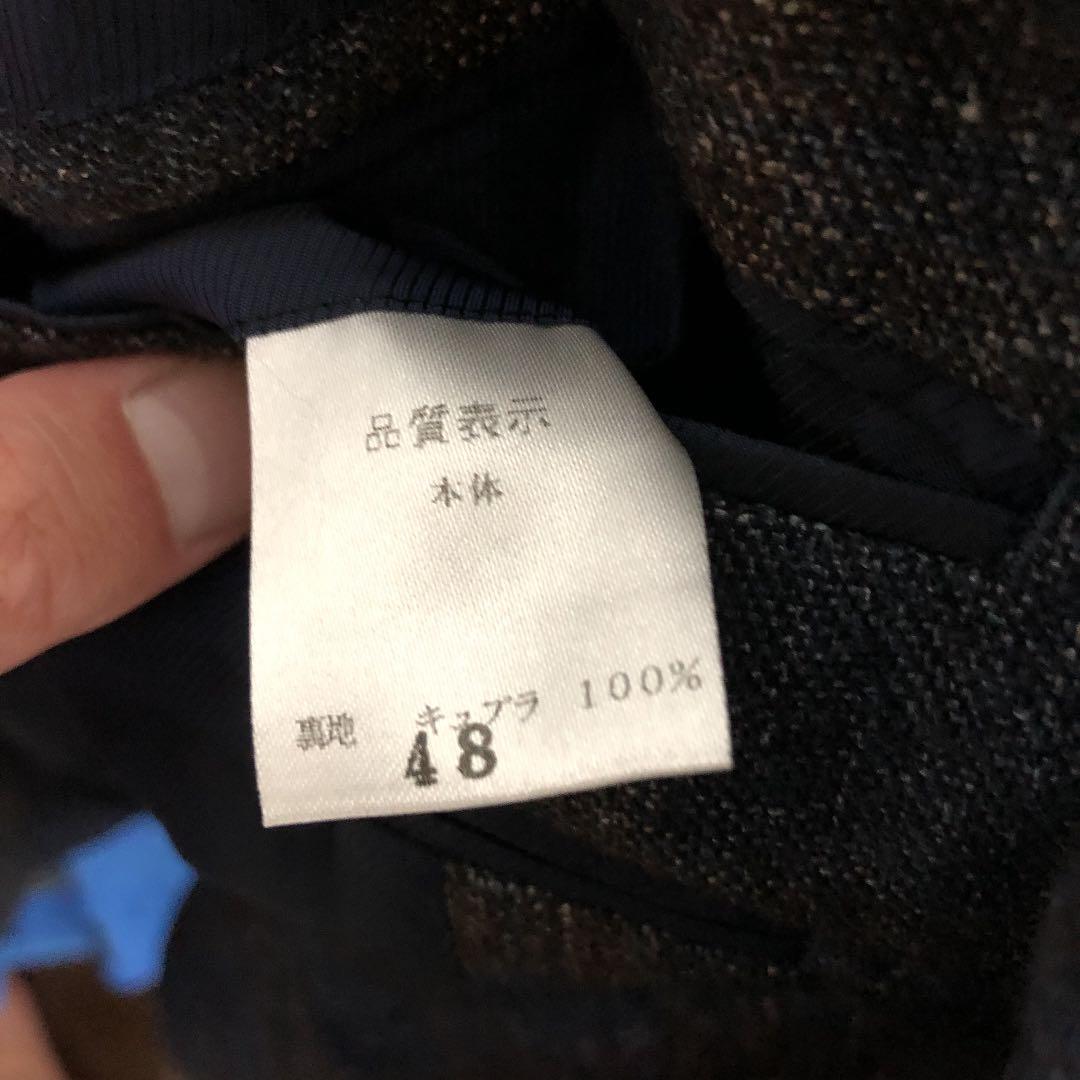 品質表示
本体
裏地 キュプラ 100%
48